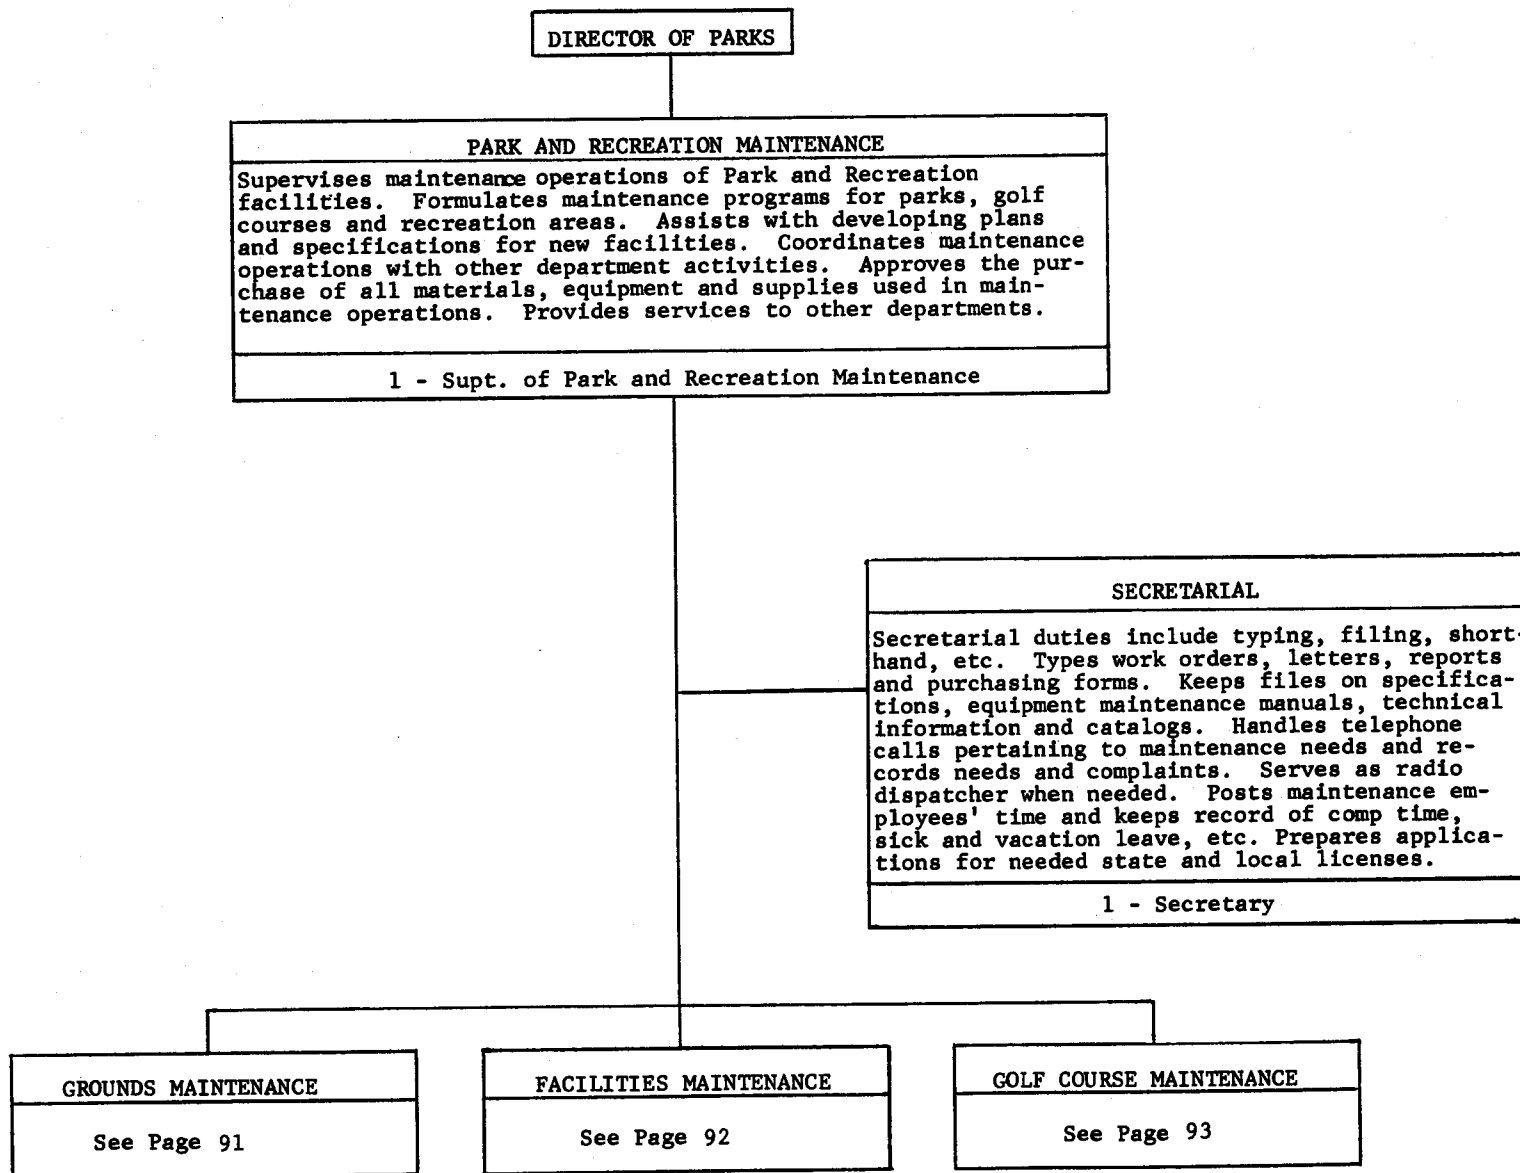 DIRECTOR OF PARKS
PARK AND RECREATION MAINTENANCE
Supervises maintenance operations of Park and Recreation
facilities. Formulates maintenance programs for parks, golf
courses and recreation areas. Assists with developing plans
and specifications for new facilities. Coordinates maintenance
operations with other department activities. Approves the pur-
chase of all materials, equipment and supplies used in main-
tenance operations. Provides services to other departments.
1 - Supt. of Park and Recreation Maintenance
SECRETARIAL
Secretarial duties include typing, filing, short-
hand, etc. Types work orders, letters, reports
and purchasing forms. Keeps files on specifica-
tions, equipment maintenance manuals, technical
information and catalogs. Handles telephone
calls pertaining to maintenance needs and re-
cords needs and complaints. Serves as radio
dispatcher when needed. Posts maintenance em-
ployees' time and keeps record of comp time,
sick and vacation leave, etc. Prepares applica-
tions for needed state and local licenses.
1 - Secretary
GROUNDS MAINTENANCE
See Page 91
FACILITIES MAINTENANCE
See Page 92
GOLF COURSE MAINTENANCE
See Page 93